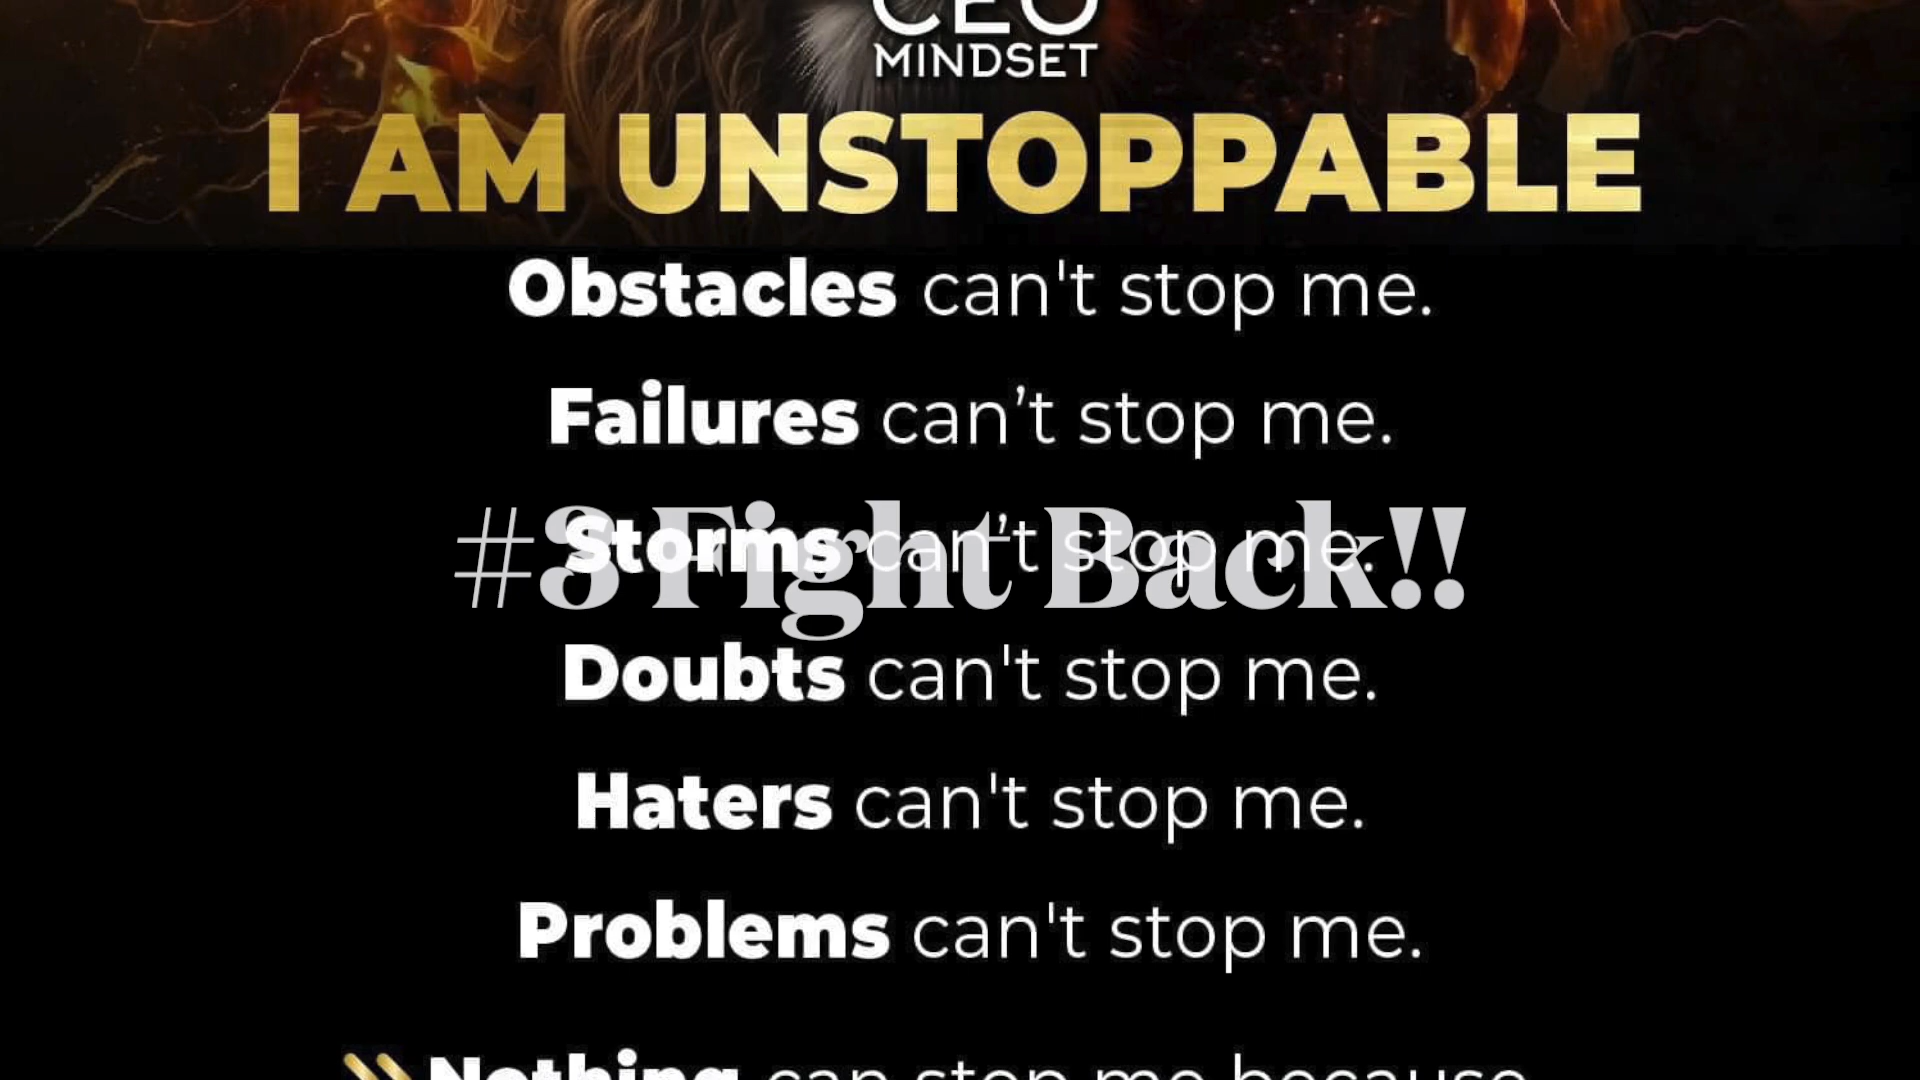 CEO
MINDSET
I AM UNSTOPPABLE
Obstacles can't stop me.
Failures can’t stop me.
Storms can’t stop me.
#3 Fight Back!!
Doubts can't stop me.
Haters can't stop me.
Problems can't stop me.
Nothing can stop me because